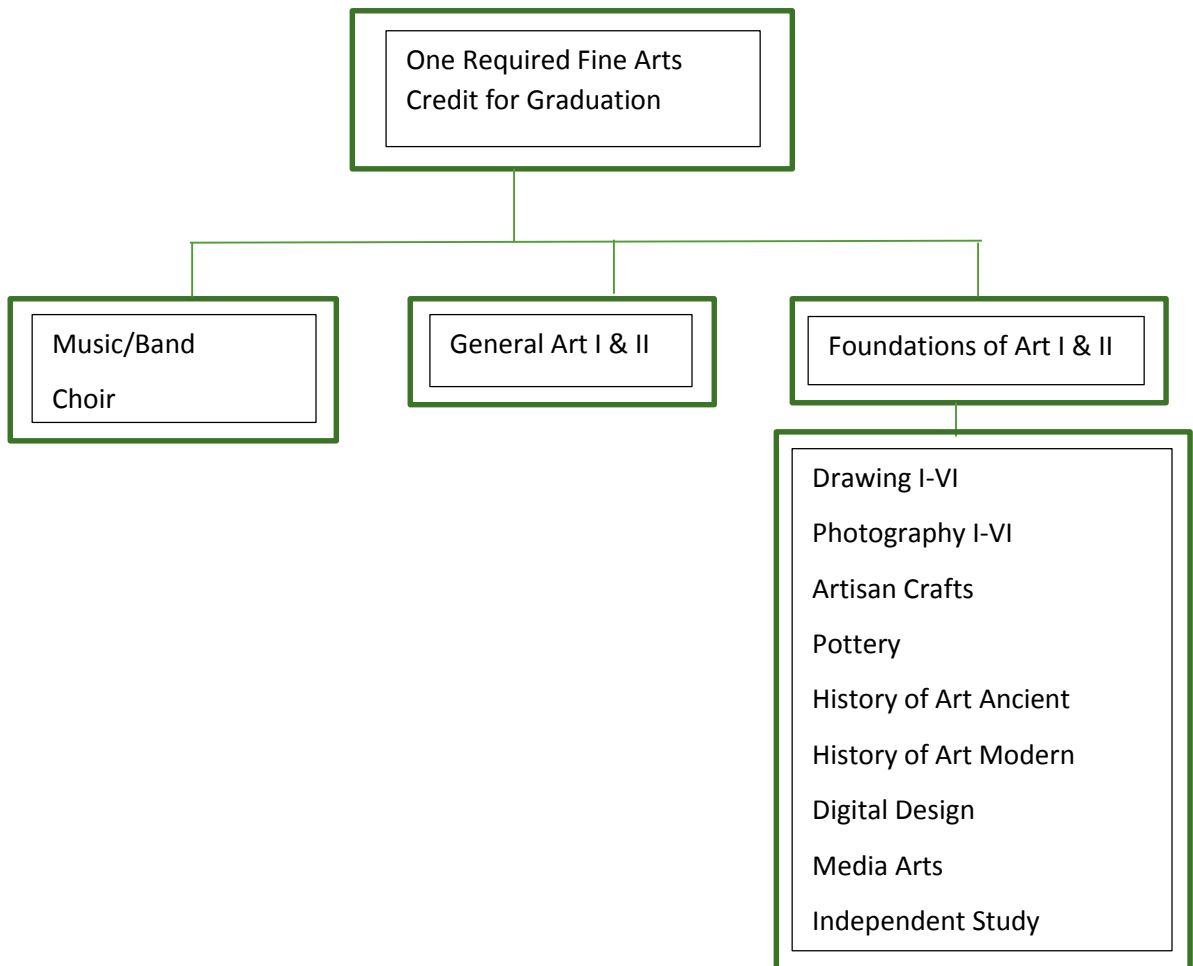 One Required Fine Arts
Credit for Graduation
Music/Band
Choir
General Art I & II
Foundations of Art I & II
Drawing I-VI
Photography I-VI
Artisan Crafts
Pottery
History of Art Ancient
History of Art Modern
Digital Design
Media Arts
Independent Study